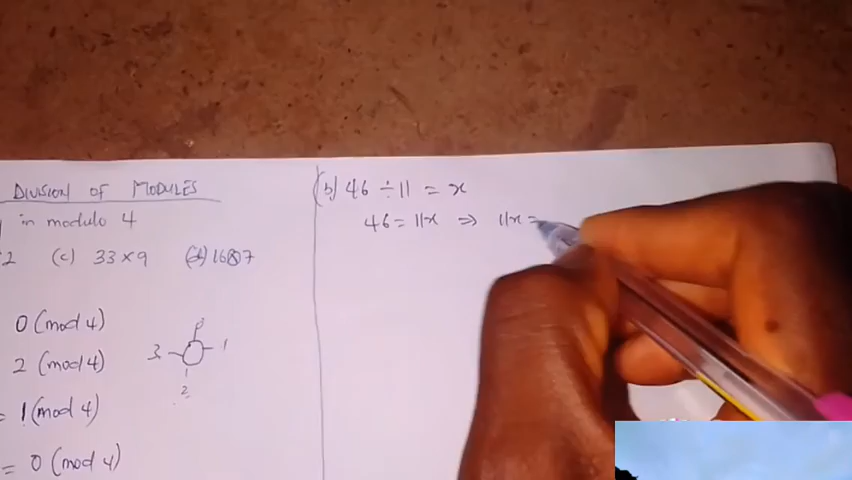 DIVISION OF MODULES
in modulo 4
2 (c) 33 × 9 (d) 16⊗7
0 (mod 4)
2 (mod 4)
= 1 (mod 4)
= 0 (mod 4)
0
3 1
2
(b) 46 ÷ 11 = x
46 = 11x ⇒ 11x =